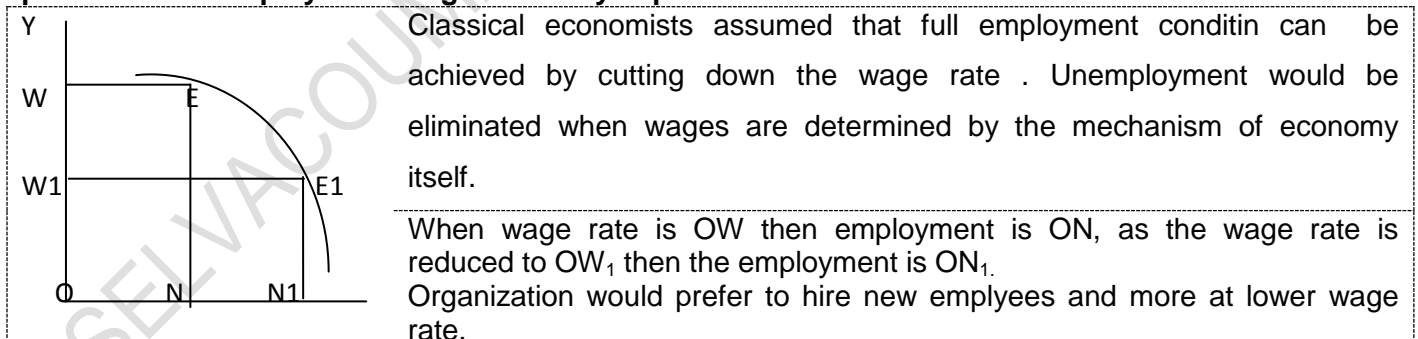 Y
W
E
W1
E1
O
N
N1
Classical economists assumed that full employment conditin can be
achieved by cutting down the wage rate . Unemployment would be
eliminated when wages are determined by the mechanism of economy
itself.
When wage rate is OW then employment is ON, as the wage rate is
reduced to OW₁ then the employment is ON₁.
Organization would prefer to hire new emplyees and more at lower wage
rate.